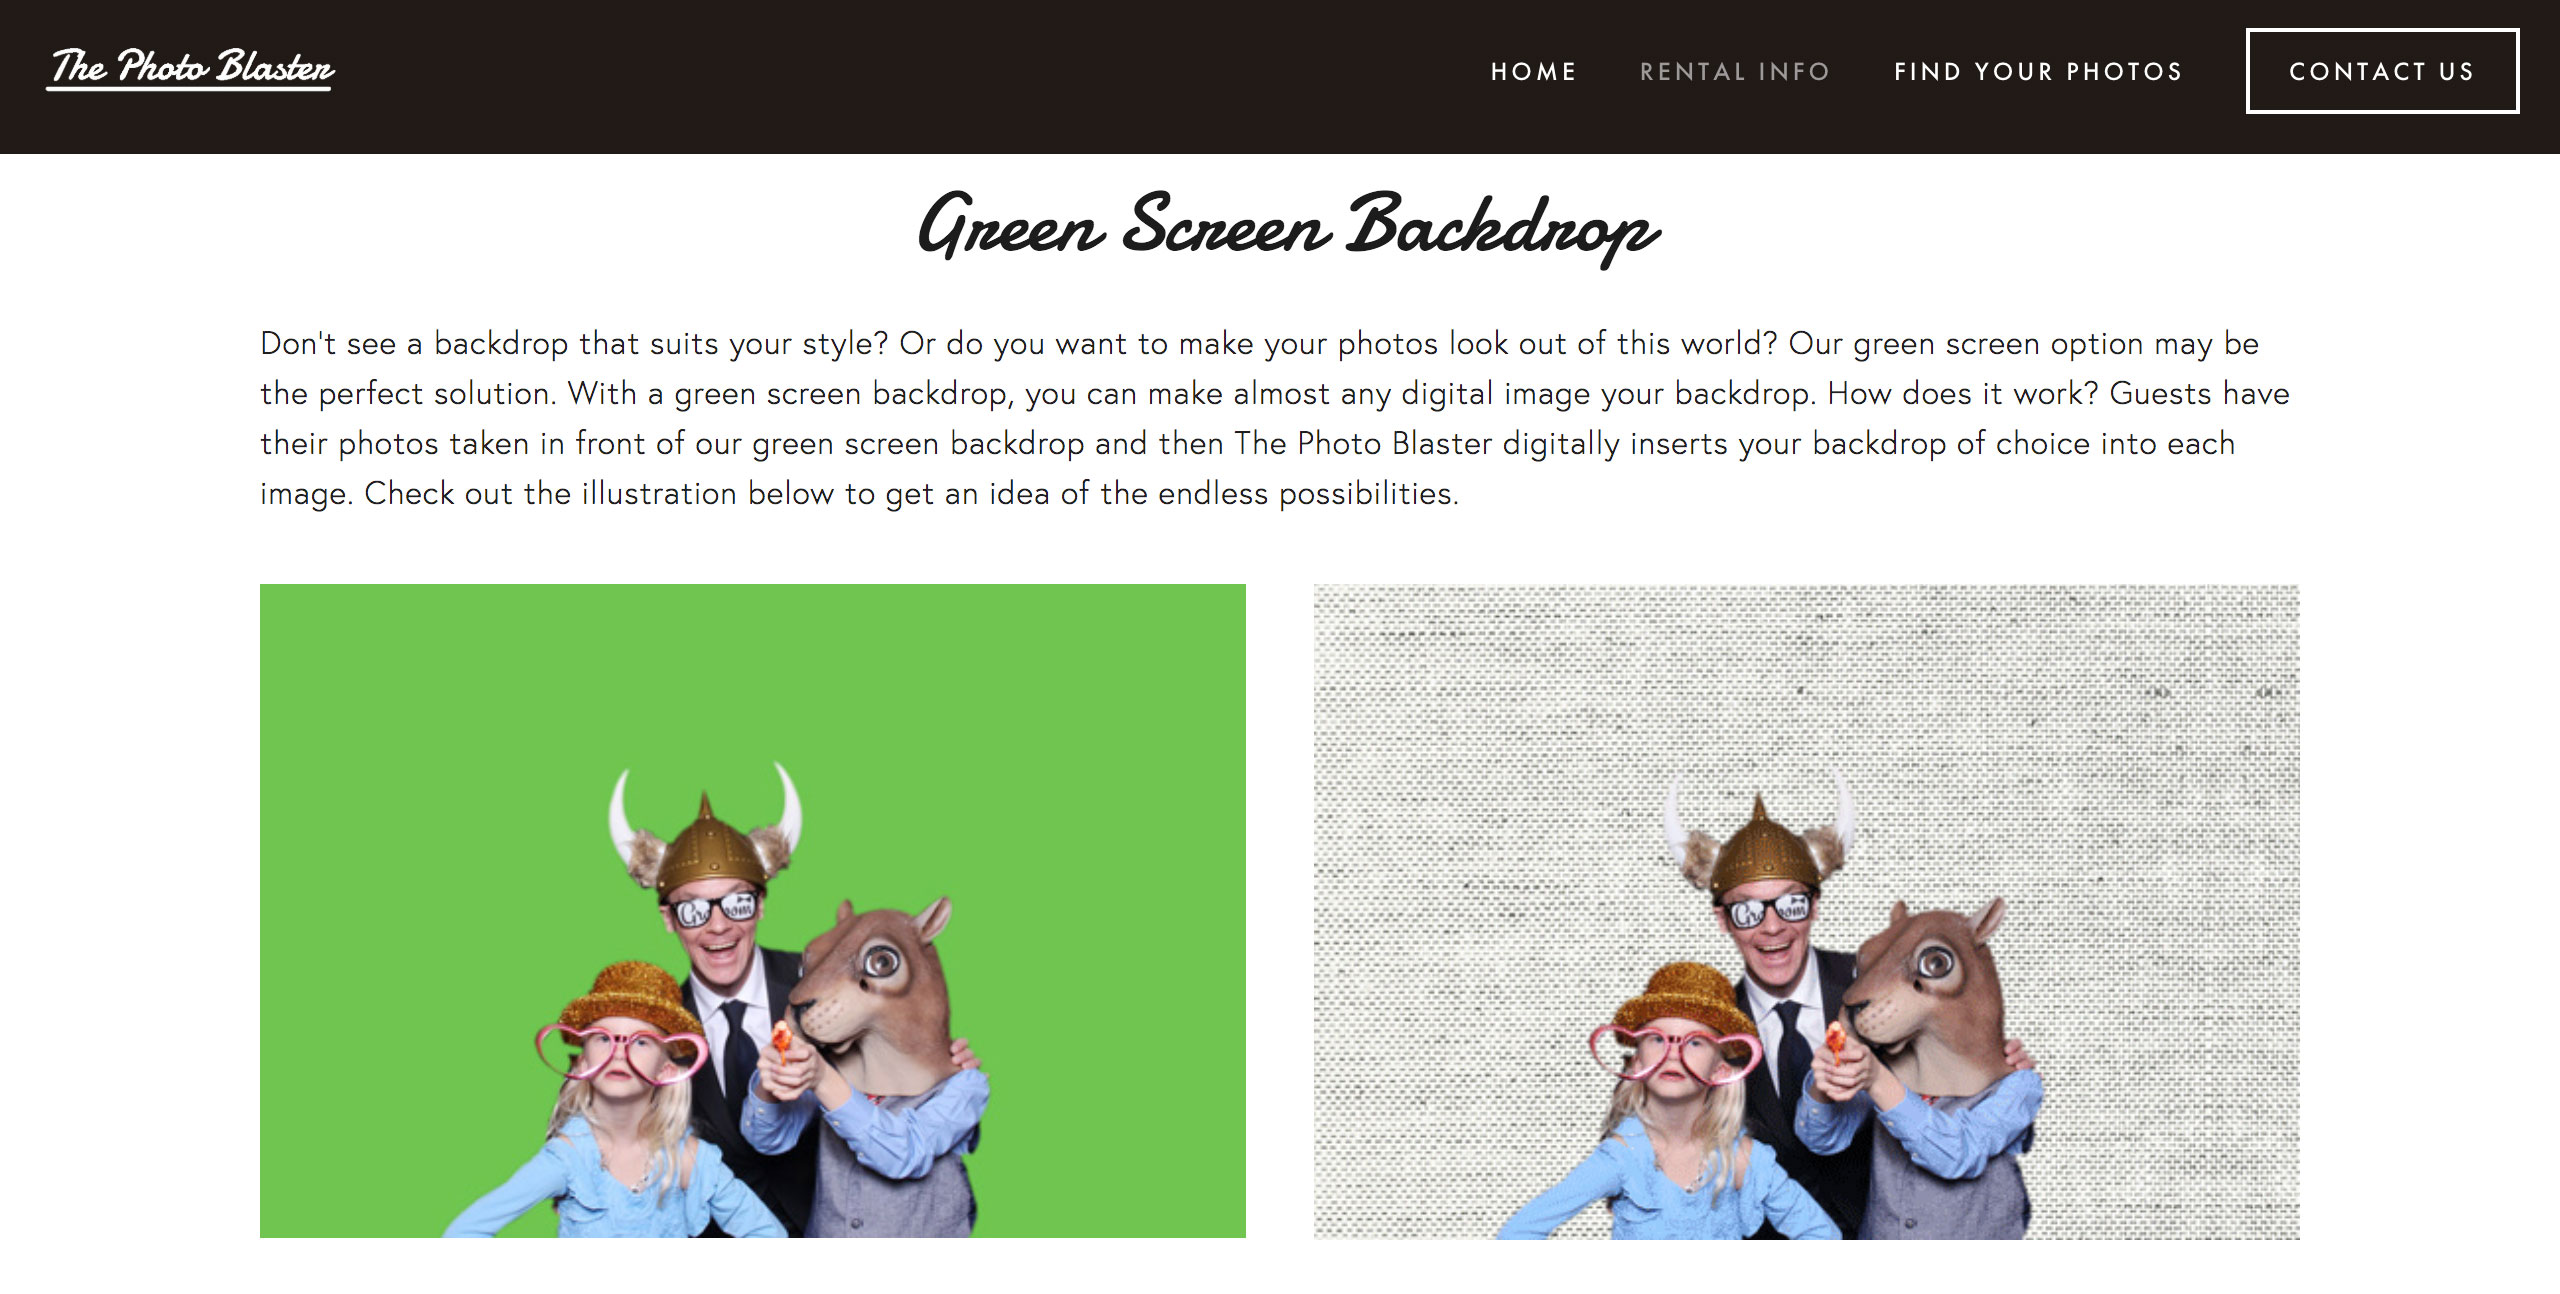 The Photo Blaster
HOME
RENTAL INFO
FIND YOUR PHOTOS
CONTACT US
Green Screen Backdrop
Don't see a backdrop that suits your style? Or do you want to make your photos look out of this world? Our green screen option may be
the perfect solution. With a green screen backdrop, you can make almost any digital image your backdrop. How does it work? Guests have
their photos taken in front of our green screen backdrop and then The Photo Blaster digitally inserts your backdrop of choice into each
image. Check out the illustration below to get an idea of the endless possibilities.
Groom
Groom